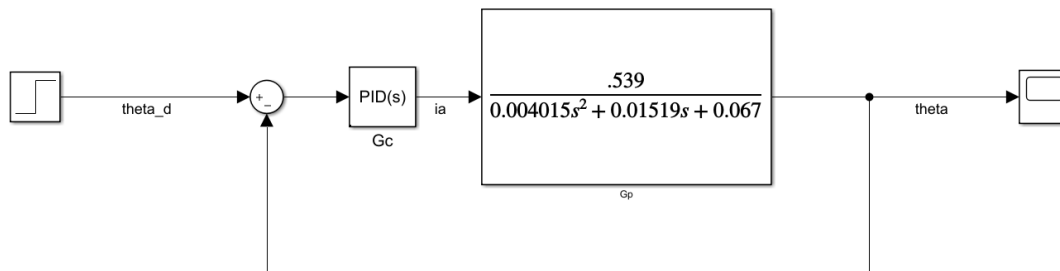 theta_d
+
−
PID(s)
Gc
ia
.539
0.004015s² + 0.01519s + 0.067
Gp
theta